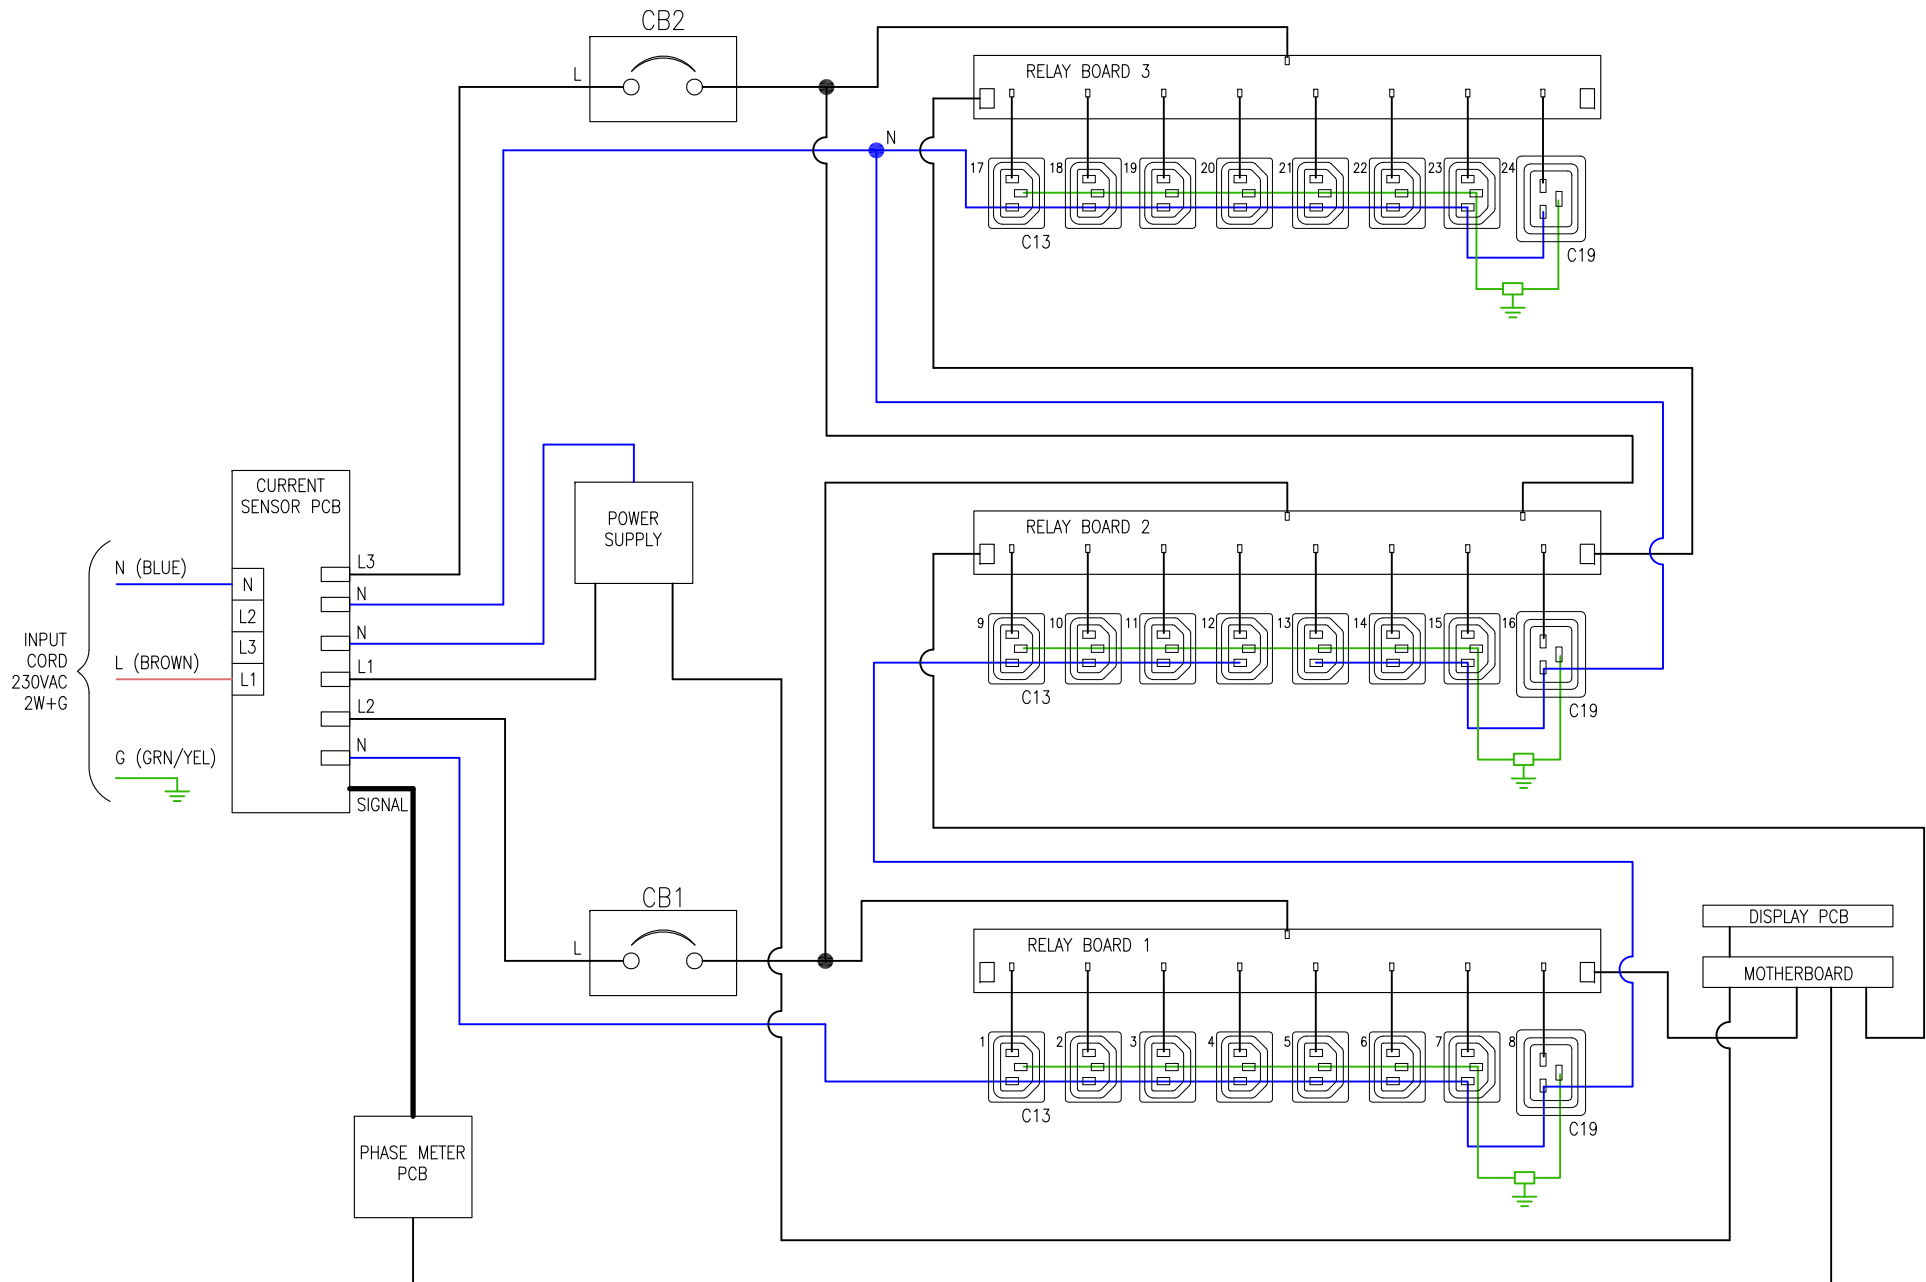 CB2
L
RELAY BOARD 3
N
17
18
19
20
21
22
23
24
C13
C19
CURRENT
SENSOR PCB
POWER
SUPPLY
RELAY BOARD 2
N (BLUE)
L3
N
N
L2
N
INPUT
CORD
230VAC
2W+G
L (BROWN)
L3
L1
L1
L2
N
G (GRN/YEL)
SIGNAL
9
10
11
12
13
14
15
16
C13
C19
CB1
L
RELAY BOARD 1
DISPLAY PCB
MOTHERBOARD
1
2
3
4
5
6
7
8
C13
C19
PHASE METER
PCB